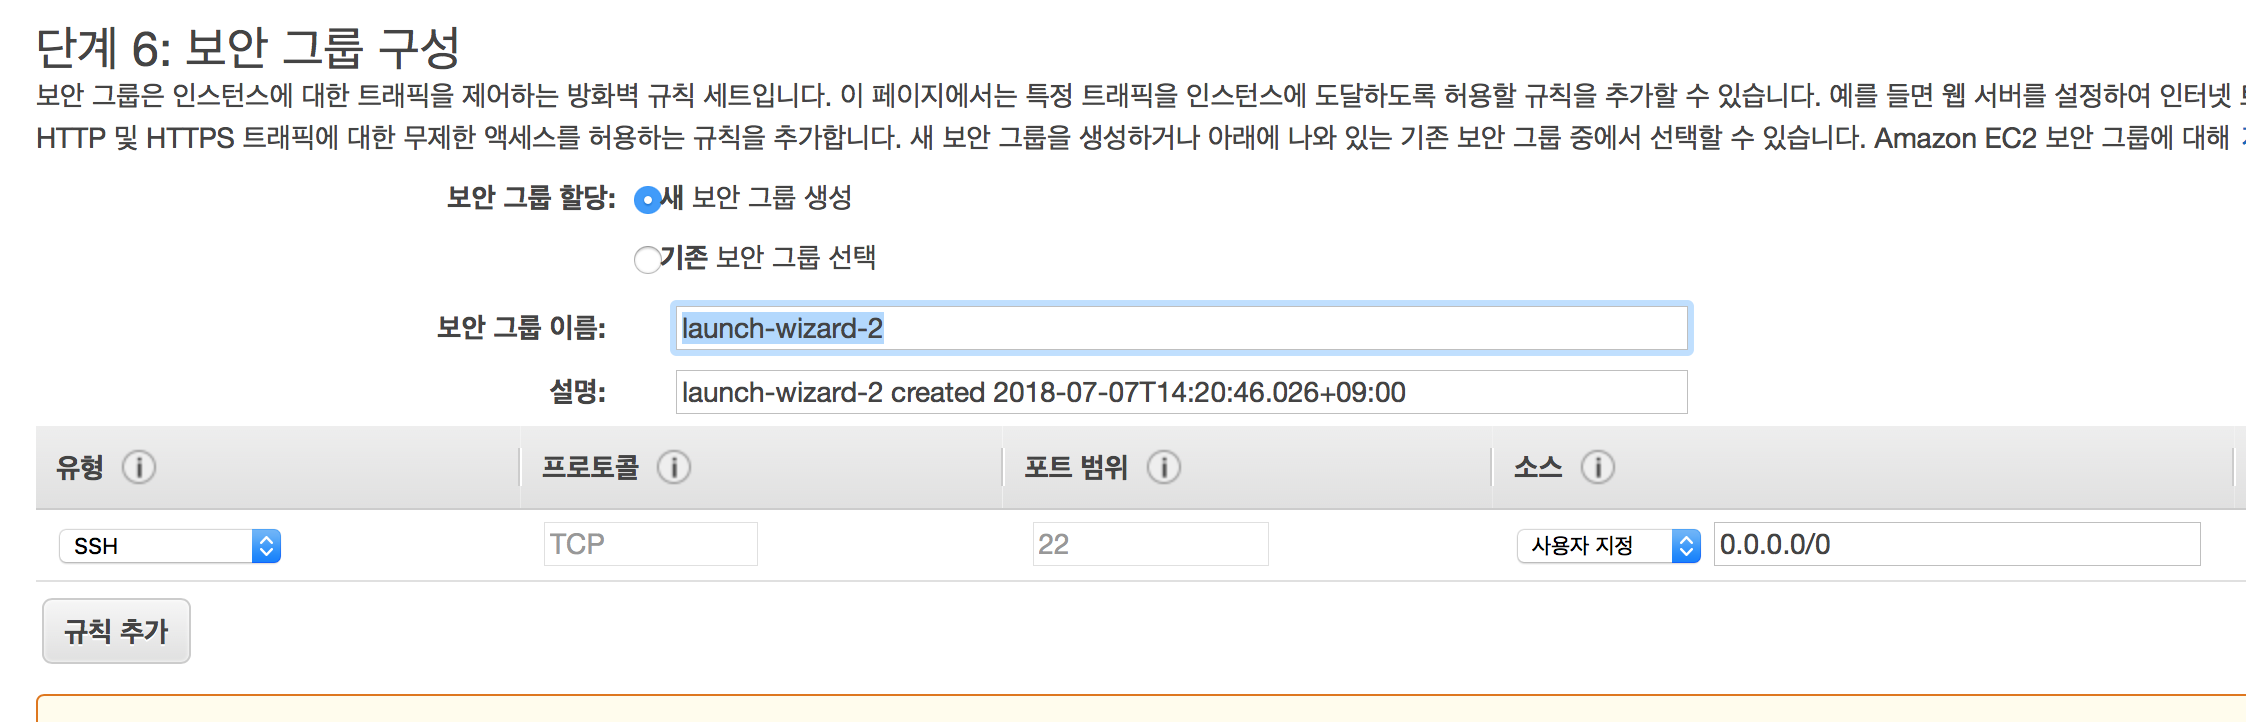 단계 6: 보안 그룹 구성
보안 그룹은 인스턴스에 대한 트래픽을 제어하는 방화벽 규칙 세트입니다. 이 페이지에서는 특정 트래픽을 인스턴스에 도달하도록 허용할 규칙을 추가할 수 있습니다. 예를 들면 웹 서버를 설정하여 인터넷
HTTP 및 HTTPS 트래픽에 대한 무제한 액세스를 허용하는 규칙을 추가합니다. 새 보안 그룹을 생성하거나 아래에 나와 있는 기존 보안 그룹 중에서 선택할 수 있습니다. Amazon EC2 보안 그룹에 대해
보안 그룹 할당: 새 보안 그룹 생성
기존 보안 그룹 선택
보안 그룹 이름: launch-wizard-2
설명: launch-wizard-2 created 2018-07-07T14:20:46.026+09:00
유형 프로토콜 포트 범위 소스
SSH TCP 22 사용자 지정 0.0.0.0/0
규칙 추가